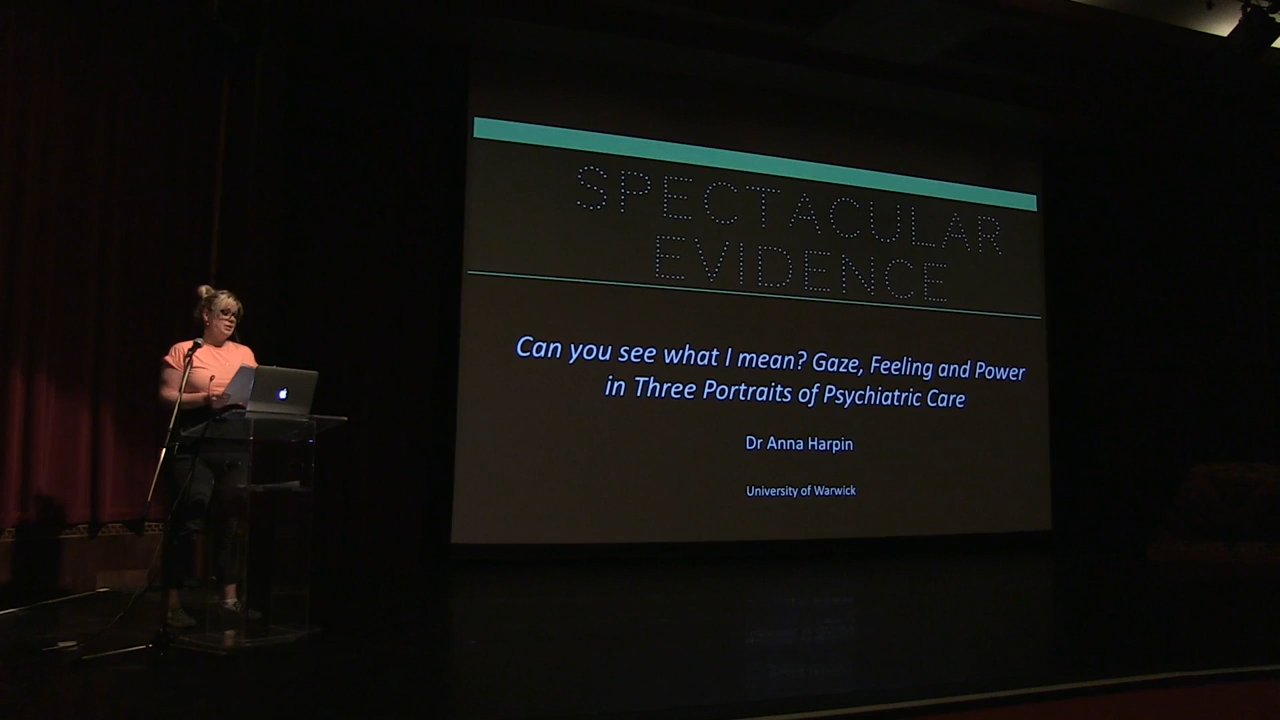 SPECTACULAR
EVIDENCE
Can you see what I mean? Gaze, Feeling and Power
in Three Portraits of Psychiatric Care
Dr Anna Harpin
University of Warwick